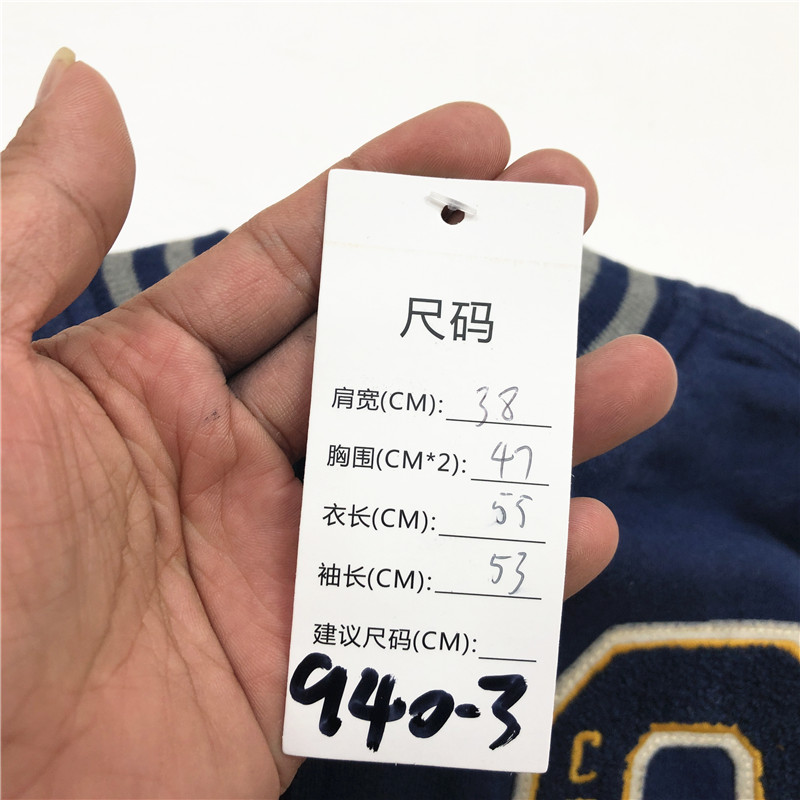 尺码
肩宽(CM): 38
胸围(CM*2): 47
衣长(CM): 55
袖长(CM): 53
建议尺码(CM):
940-3
C